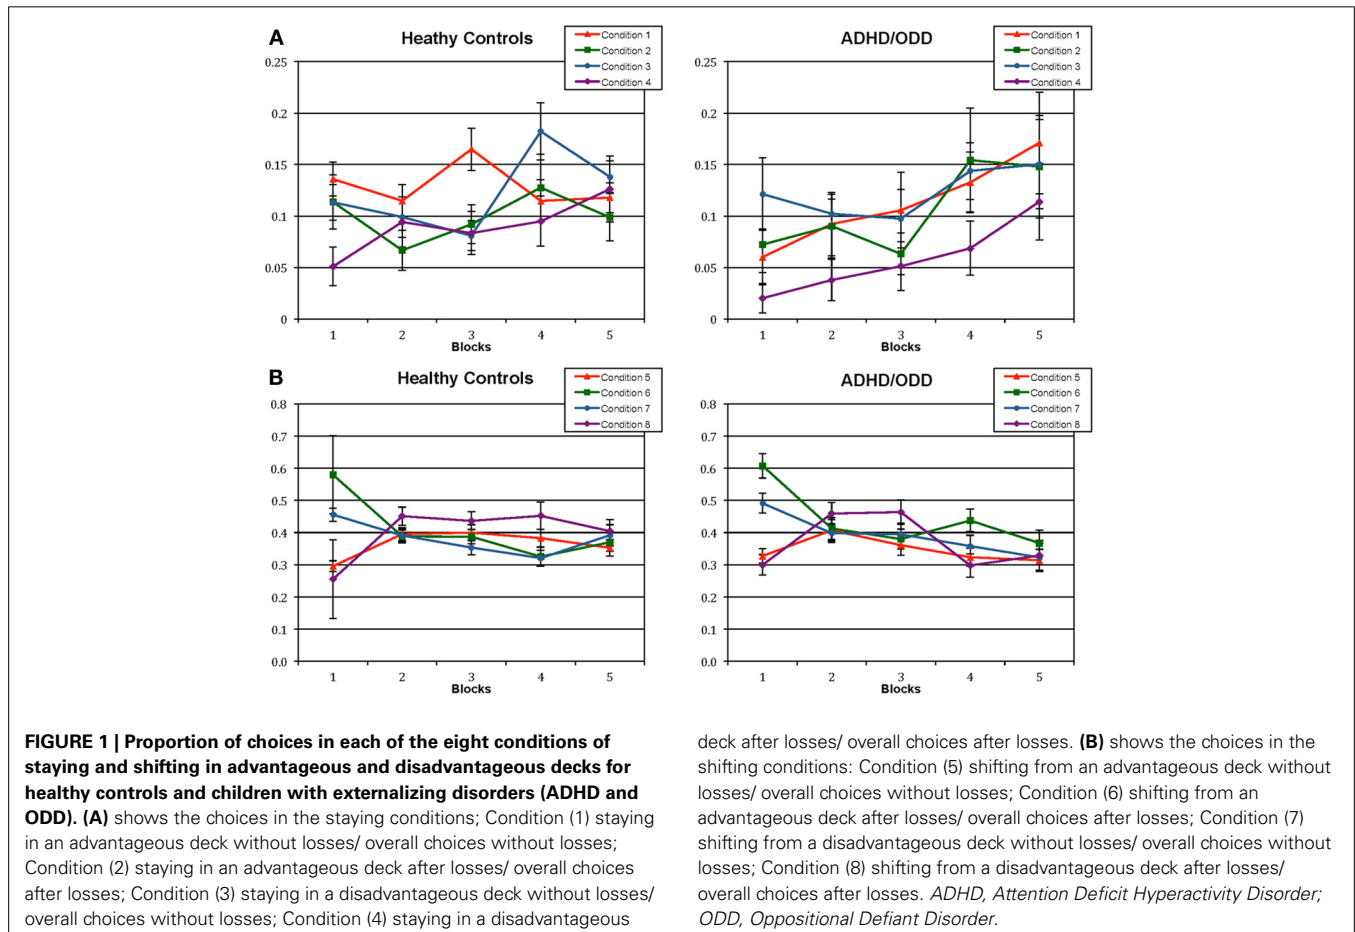 A
Heathy Controls
Condition 1
Condition 2
Condition 3
Condition 4
0.25
0.2
0.15
0.1
0.05
0
1 2 3 4 5
Blocks
ADHD/ODD
Condition 1
Condition 2
Condition 3
Condition 4
0.25
0.2
0.15
0.1
0.05
0
1 2 3 4 5
Blocks
B
Healthy Controls
Condition 5
Condition 6
Condition 7
Condition 8
0.8
0.7
0.6
0.5
0.4
0.3
0.2
0.1
0.0
1 2 3 4 5
Blocks
ADHD/ODD
Condition 5
Condition 6
Condition 7
Condition 8
0.8
0.7
0.6
0.5
0.4
0.3
0.2
0.1
0.0
1 2 3 4 5
Blocks
FIGURE 1 | Proportion of choices in each of the eight conditions of
staying and shifting in advantageous and disadvantageous decks for
healthy controls and children with externalizing disorders (ADHD and
ODD). (A) shows the choices in the staying conditions; Condition (1) staying
in an advantageous deck without losses/ overall choices without losses;
Condition (2) staying in an advantageous deck after losses/ overall choices
after losses; Condition (3) staying in a disadvantageous deck without losses/
overall choices without losses; Condition (4) staying in a disadvantageous
deck after losses/ overall choices after losses. (B) shows the choices in the
shifting conditions: Condition (5) shifting from an advantageous deck without
losses/ overall choices without losses; Condition (6) shifting from an
advantageous deck after losses/ overall choices after losses; Condition (7)
shifting from a disadvantageous deck without losses/ overall choices without
losses; Condition (8) shifting from a disadvantageous deck after losses/
overall choices after losses. ADHD, Attention Deficit Hyperactivity Disorder;
ODD, Oppositional Defiant Disorder.